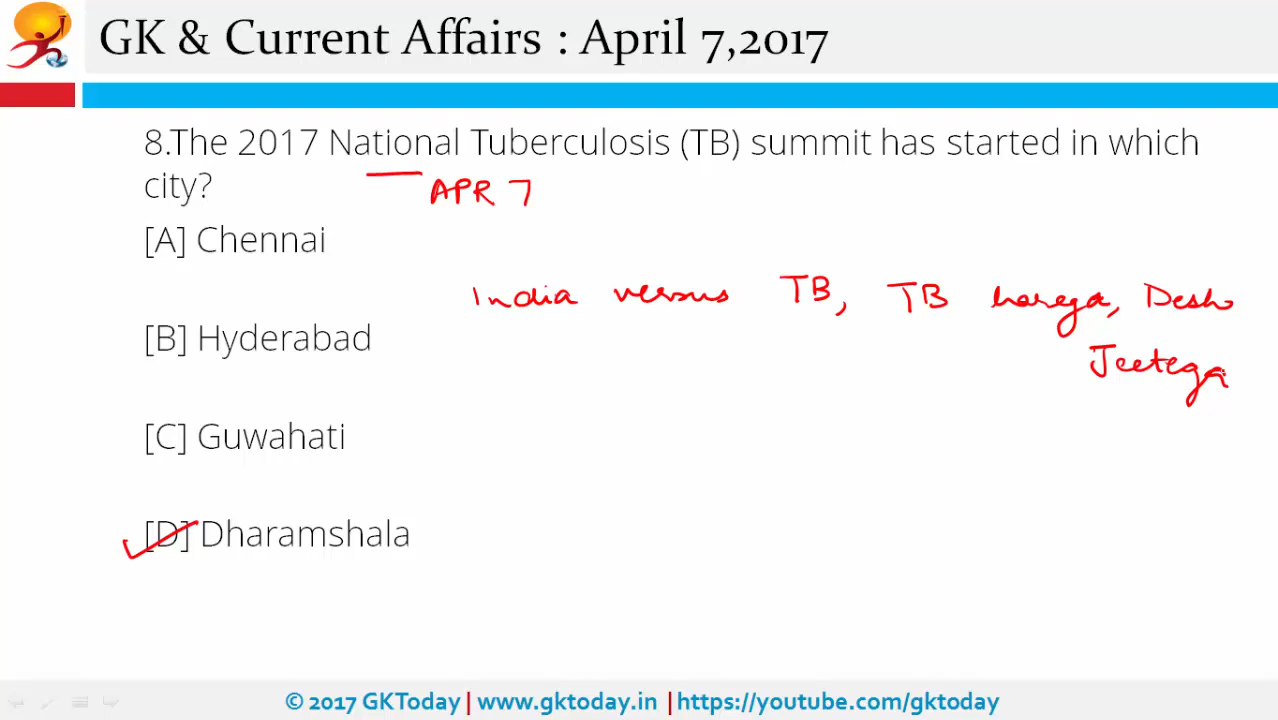 GK & Current Affairs : April 7,2017
8.The 2017 National Tuberculosis (TB) summit has started in which
city?
APR 7
[A] Chennai
India versus TB, TB harega, Desh
Jeetega
[B] Hyderabad
[C] Guwahati
[D] Dharamshala
© 2017 GKToday | www.gktoday.in | https://youtube.com/gktoday